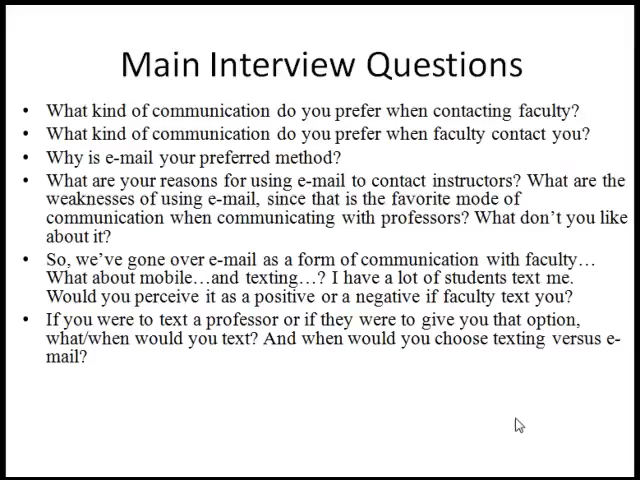 Main Interview Questions
• What kind of communication do you prefer when contacting faculty?
• What kind of communication do you prefer when faculty contact you?
• Why is e-mail your preferred method?
• What are your reasons for using e-mail to contact instructors? What are the
weaknesses of using e-mail, since that is the favorite mode of
communication when communicating with professors? What don’t you like
about it?
• So, we’ve gone over e-mail as a form of communication with faculty…
What about mobile…and texting…? I have a lot of students text me.
Would you perceive it as a positive or a negative if faculty text you?
• If you were to text a professor or if they were to give you that option,
what/when would you text? And when would you choose texting versus e-
mail?